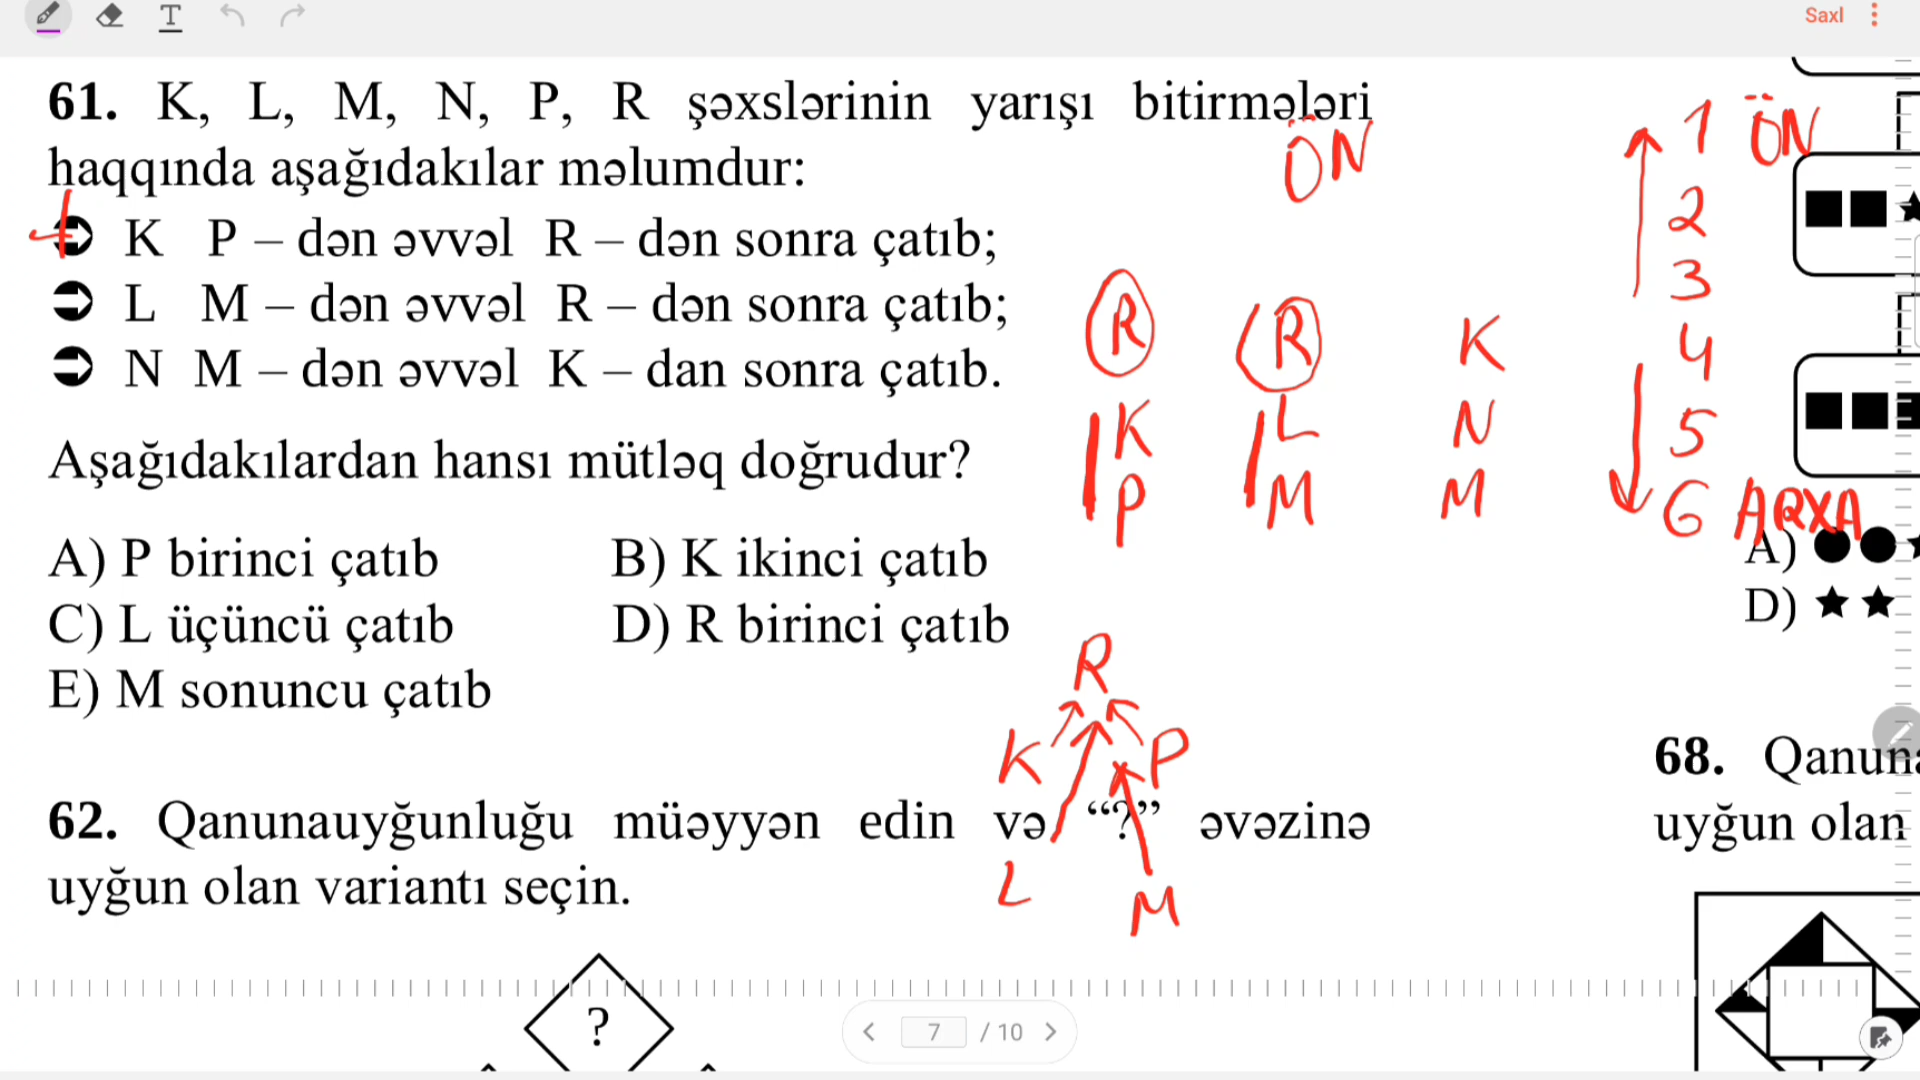 Saxl
61. K, L, M, N, P, R şəxslərinin yarışı bitirmələri
haqqında aşağıdakılar məlumdur:
K P – dən əvvəl R – dən sonra çatıb;
L M – dən əvvəl R – dən sonra çatıb;
N M – dən əvvəl K – dan sonra çatıb.
Aşağıdakılardan hansı mütləq doğrudur?
A) P birinci çatıb B) K ikinci çatıb
C) L üçüncü çatıb D) R birinci çatıb
E) M sonuncu çatıb
ÖN
R R K
K L N
P M M
1 ÖN
2
3
4
5
6 ARXA
R
K P
L M
62. Qanunauyğunluğu müəyyən edin və “?” əvəzinə
uyğun olan variantı seçin.
?
A)
D)
68. Qanuna
uyğun olan
7 / 10